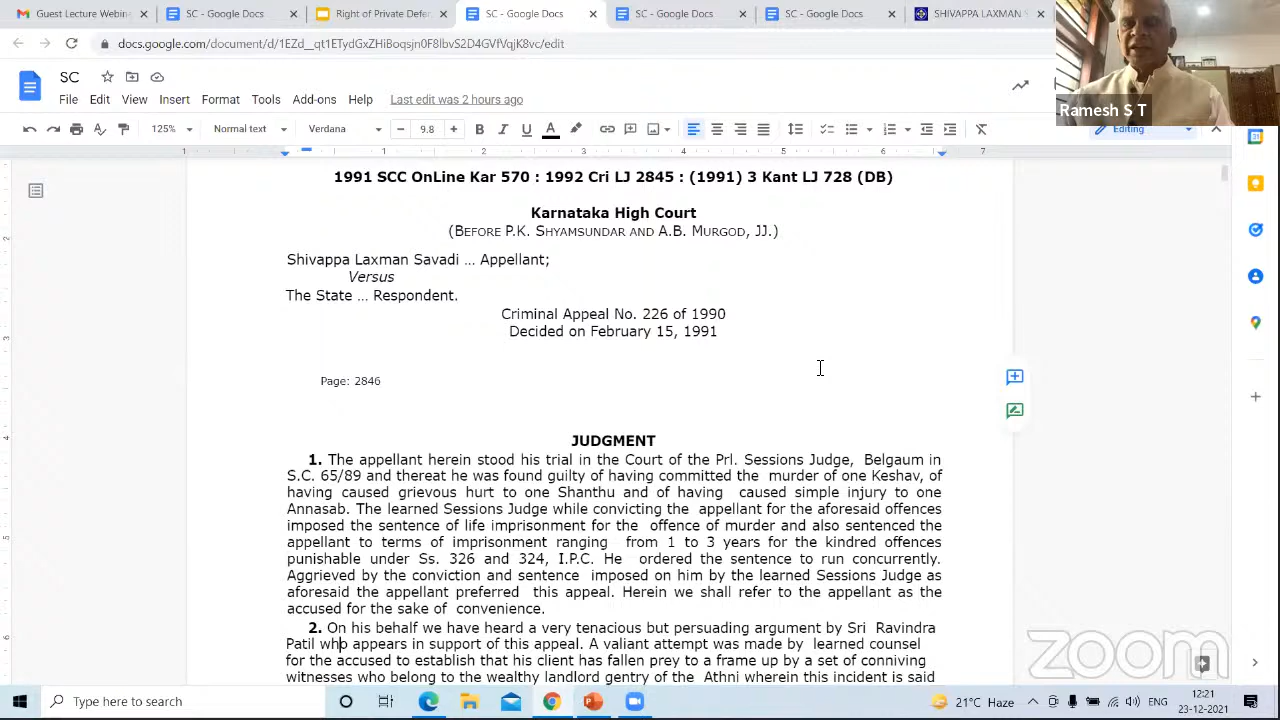 Guest Lecture Webinar
Right of Private Defer
SC - Google Docs
SC - Google Docs
SC - Google Docs
SHIVAPPA LAXMAN S
docs.google.com/document/d/1EZd_qt1ETydGxZHiBoqsjn0F8lbvS2D4GVfVqjK8vc/edit
SC
File Edit View Insert Format Tools Add-ons Help Last edit was 2 hours ago
Ramesh S T
125% Normal text Verdana 9.8 B I U A Editing
1 1 2 3 4 5 6 7
1991 SCC OnLine Kar 570 : 1992 Cri LJ 2845 : (1991) 3 Kant LJ 728 (DB)
Karnataka High Court
(BEFORE P.K. SHYAMSUNDAR AND A.B. MURGOD, JJ.)
Shivappa Laxman Savadi ... Appellant;
Versus
The State ... Respondent.
Criminal Appeal No. 226 of 1990
Decided on February 15, 1991
Page: 2846
JUDGMENT
1. The appellant herein stood his trial in the Court of the Prl. Sessions Judge, Belgaum in
S.C. 65/89 and thereat he was found guilty of having committed the murder of one Keshav, of
having caused grievous hurt to one Shanthu and of having caused simple injury to one
Annasab. The learned Sessions Judge while convicting the appellant for the aforesaid offences
imposed the sentence of life imprisonment for the offence of murder and also sentenced the
appellant to terms of imprisonment ranging from 1 to 3 years for the kindred offences
punishable under Ss. 326 and 324, I.P.C. He ordered the sentence to run concurrently.
Aggrieved by the conviction and sentence imposed on him by the learned Sessions Judge as
aforesaid the appellant preferred this appeal. Herein we shall refer to the appellant as the
accused for the sake of convenience.
2. On his behalf we have heard a very tenacious but persuading argument by Sri Ravindra
Patil who appears in support of this appeal. A valiant attempt was made by learned counsel
for the accused to establish that his client has fallen prey to a frame up by a set of conniving
witnesses who belong to the wealthy landlord gentry of the Athni wherein this incident is said
zoom
Type here to search
21°C Haze
12:21
23-12-2021